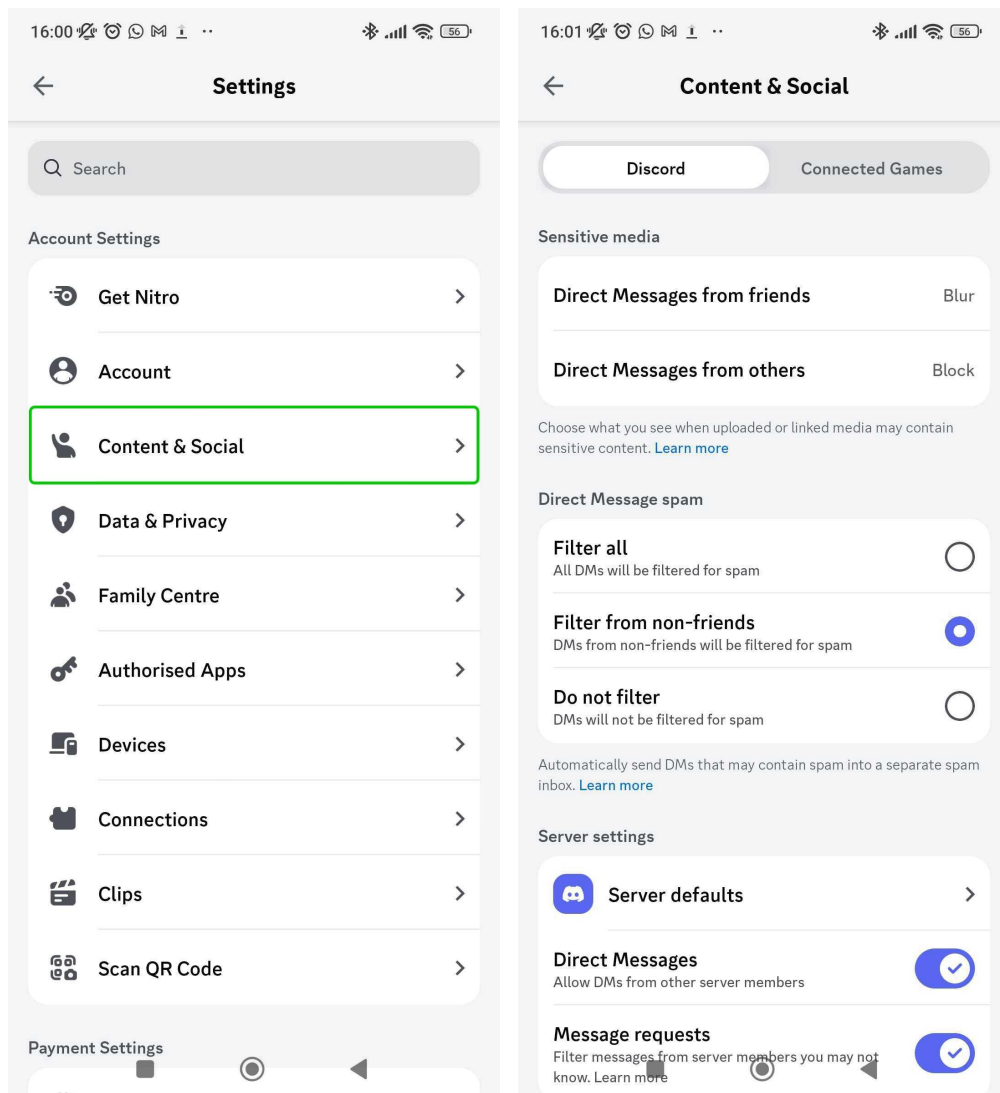 16:00
56
Settings
Search
Account Settings
Get Nitro
Account
Content & Social
Data & Privacy
Family Centre
Authorised Apps
Devices
Connections
Clips
Scan QR Code
Payment Settings
16:01
56
Content & Social
Discord
Connected Games
Sensitive media
Direct Messages from friends
Blur
Direct Messages from others
Block
Choose what you see when uploaded or linked media may contain
sensitive content. Learn more
Direct Message spam
Filter all
All DMs will be filtered for spam
Filter from non-friends
DMs from non-friends will be filtered for spam
Do not filter
DMs will not be filtered for spam
Automatically send DMs that may contain spam into a separate spam
inbox. Learn more
Server settings
Server defaults
Direct Messages
Allow DMs from other server members
Message requests
Filter messages from server members you may not
know. Learn more